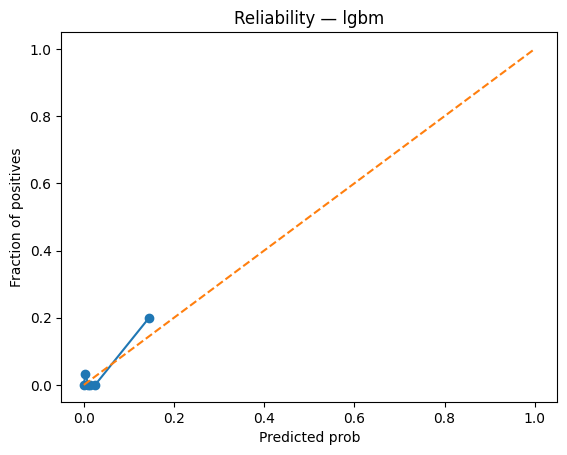 Reliability — lgbm
1.0
0.8
0.6
0.4
0.2
0.0
Fraction of positives
0.0 0.2 0.4 0.6 0.8 1.0
Predicted prob